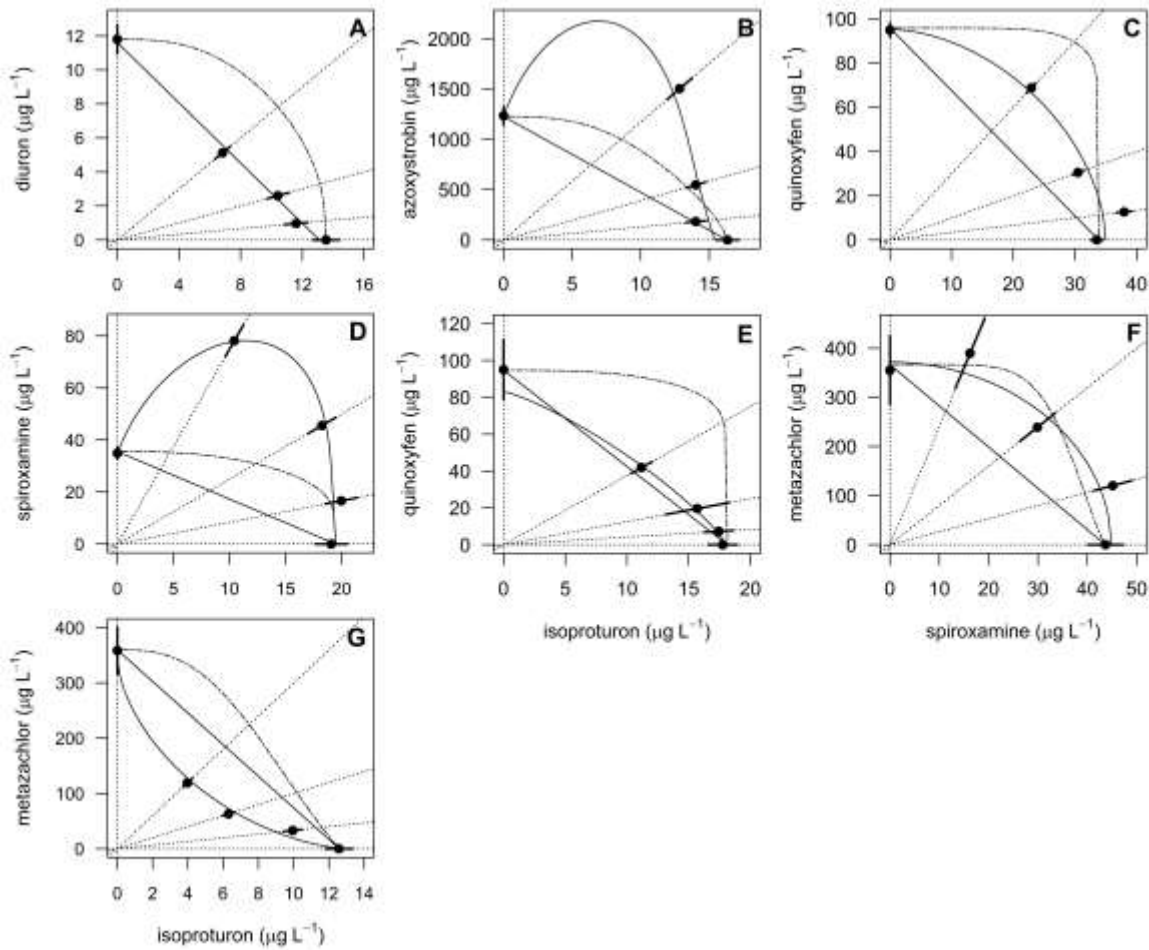 A
diuron (µg L⁻¹)
0 2 4 6 8 10 12
0 4 8 12 16
B
azoxystrobin (µg L⁻¹)
0 500 1000 2000
0 5 10 15
C
quinoxyfen (µg L⁻¹)
0 20 40 60 80 100
0 10 20 30 40
D
spiroxamine (µg L⁻¹)
0 20 40 60 80
0 5 10 15 20
E
quinoxyfen (µg L⁻¹)
0 20 40 60 80 100 120
0 5 10 15 20
isoproturon (µg L⁻¹)
F
metazachlor (µg L⁻¹)
0 100 200 300 400
0 10 20 30 40 50
spiroxamine (µg L⁻¹)
G
metazachlor (µg L⁻¹)
0 100 200 300 400
0 2 4 6 8 10 12 14
isoproturon (µg L⁻¹)